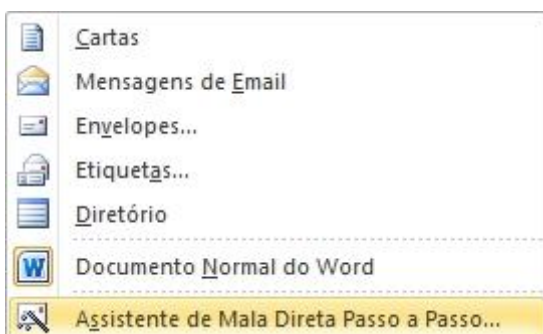 Cartas
Mensagens de Email
Envelopes...
Etiquetas...
Diretório
Documento Normal do Word
Assistente de Mala Direta Passo a Passo...